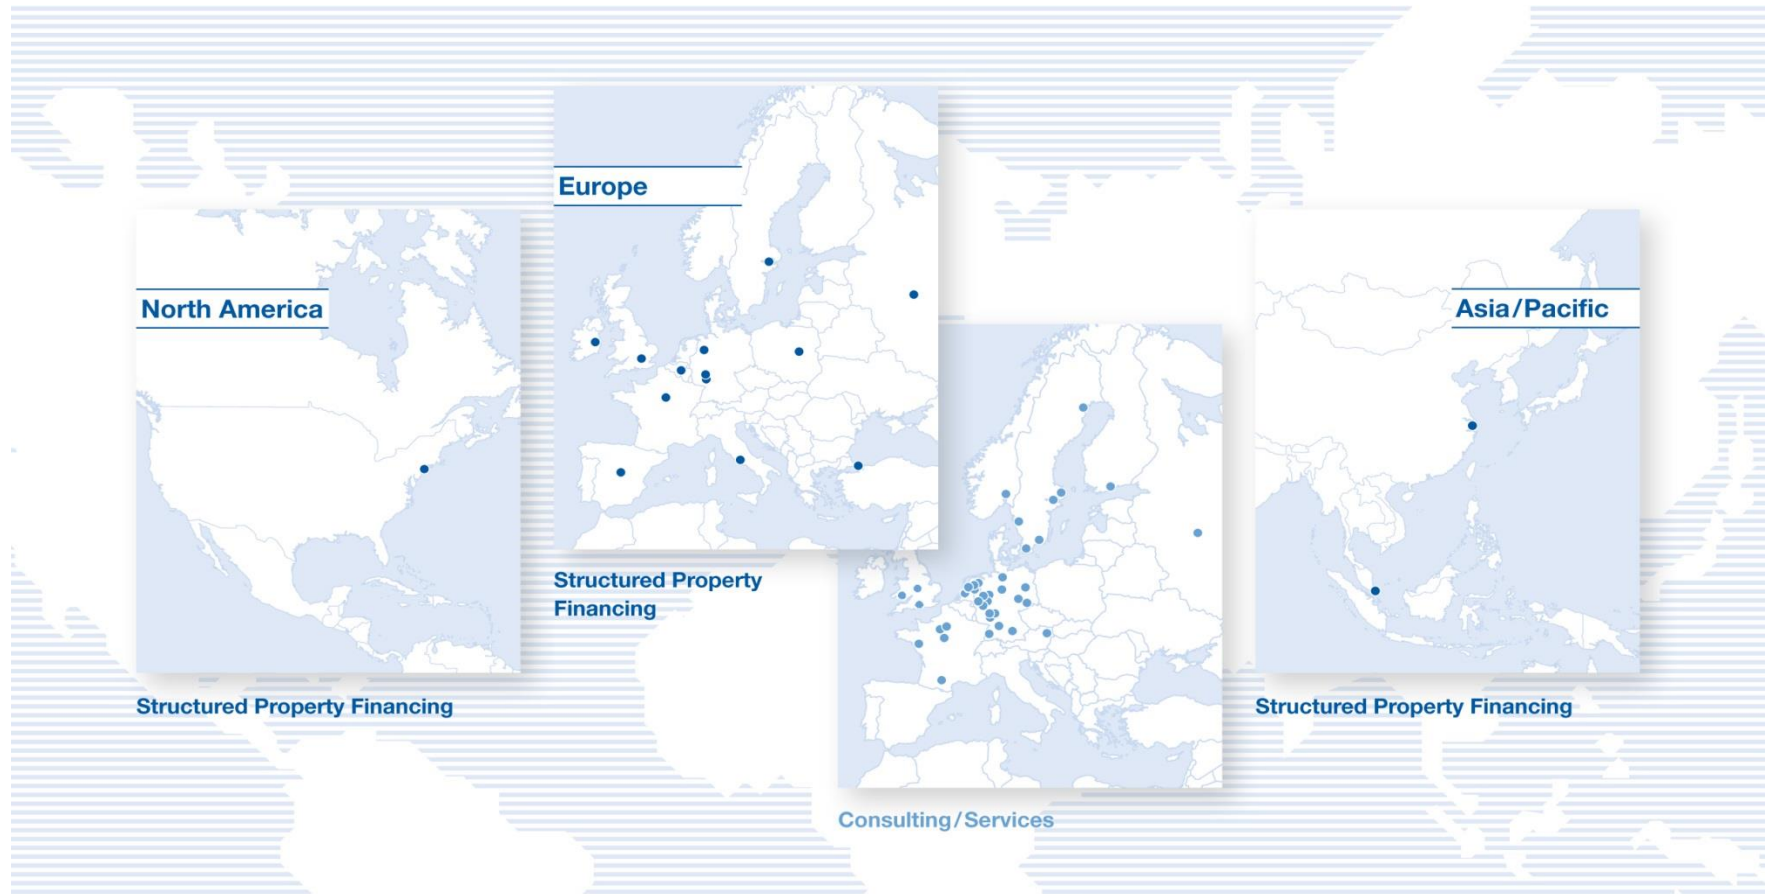 Europe
North America
Asia/Pacific
Structured Property
Financing
Structured Property Financing
Structured Property Financing
Consulting/Services